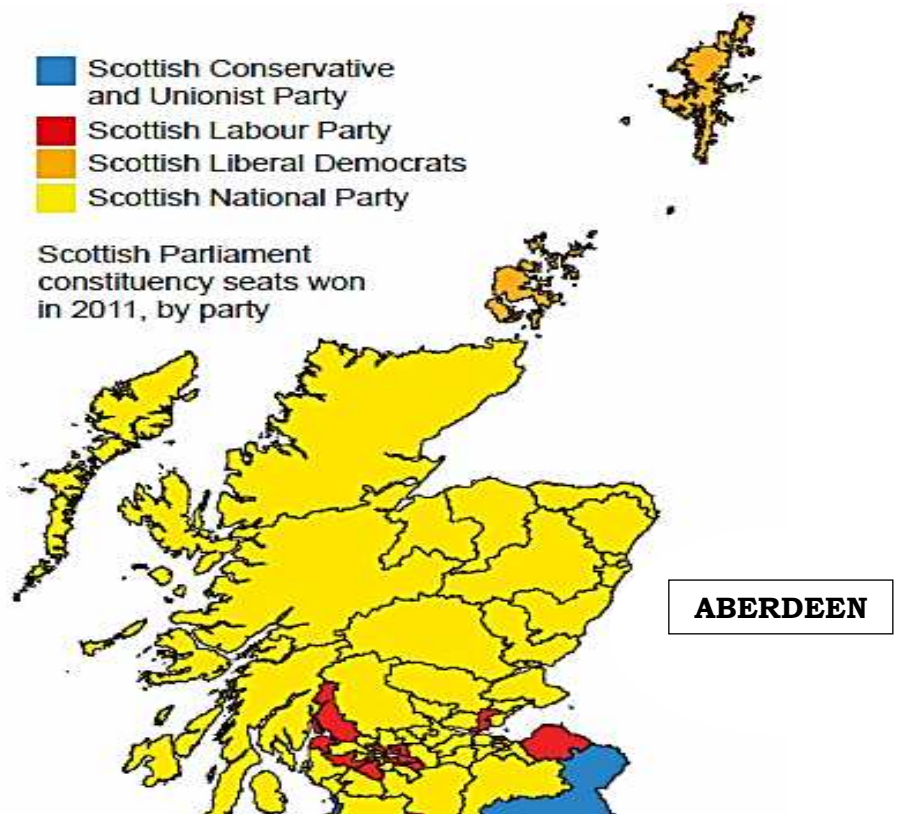 Scottish Conservative
and Unionist Party
Scottish Labour Party
Scottish Liberal Democrats
Scottish National Party
Scottish Parliament
constituency seats won
in 2011, by party
ABERDEEN